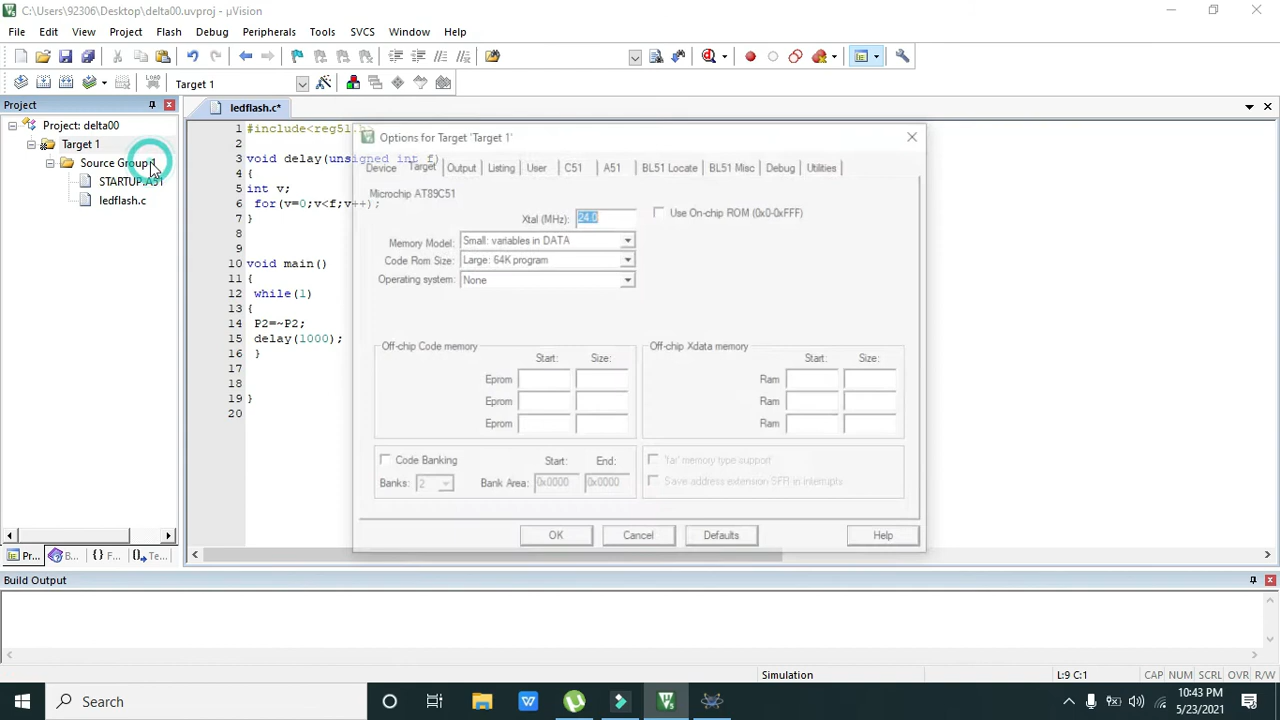 C:\Users\92306\Desktop\delta00.uvproj - µVision
File Edit View Project Flash Debug Peripherals Tools SVCS Window Help
Target 1
Project
Project: delta00
Target 1
Source Group 1
STARTUP.A51
ledflash.c
Pr... B... {} F... Te...
ledflash.c*
1 #include<reg51.h>
2
3 void delay(unsigned int f)
4 {
5 int v;
6 for(v=0;v<f;v++);
7 }
8
9
10 void main()
11 {
12 while(1)
13 {
14 P2=~P2;
15 delay(1000);
16 }
17
18
19 }
20
Options for Target 'Target 1'
Device Target Output Listing User C51 A51 BL51 Locate BL51 Misc Debug Utilities
Microchip AT89C51
Xtal (MHz): 24.0 Use On-chip ROM (0x0-0xFFF)
Memory Model: Small: variables in DATA
Code Rom Size: Large: 64K program
Operating system: None
Off-chip Code memory Off-chip Xdata memory
Start: Size: Start: Size:
Eprom Ram
Eprom Ram
Eprom Ram
Code Banking Start: End: 'far' memory type support
Banks: 2 Bank Area: 0x0000 0x0000 Save address extension SFR in interrupts
OK Cancel Defaults Help
Build Output
Simulation L:9 C:1 CAP NUM SCRL OVR R/W
Search
10:43 PM
5/23/2021